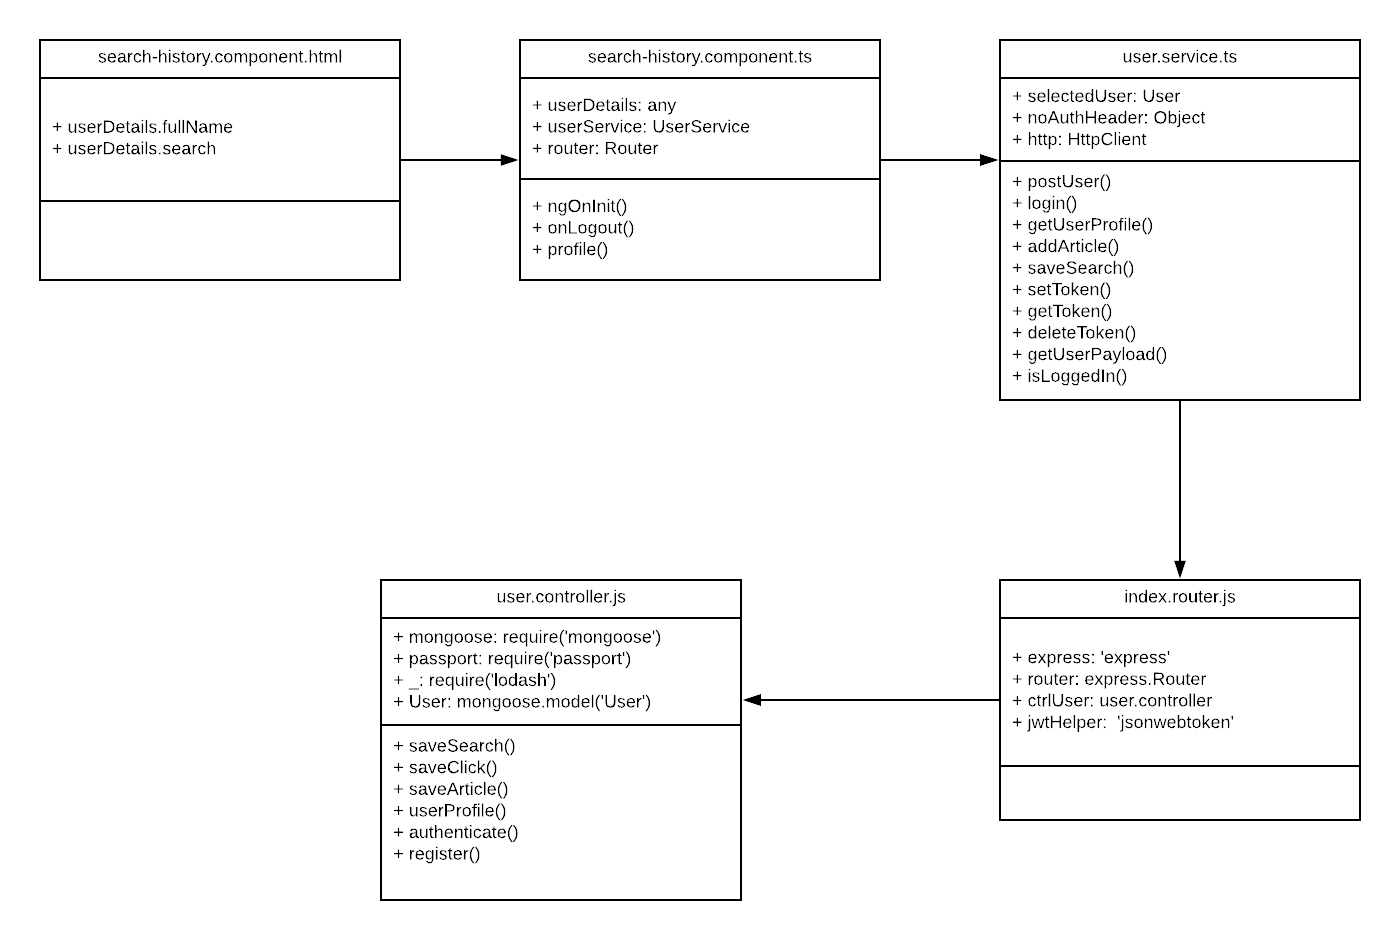 search-history.component.html
+ userDetails.fullName
+ userDetails.search
search-history.component.ts
+ userDetails: any
+ userService: UserService
+ router: Router
+ ngOnInit()
+ onLogout()
+ profile()
user.service.ts
+ selectedUser: User
+ noAuthHeader: Object
+ http: HttpClient
+ postUser()
+ login()
+ getUserProfile()
+ addArticle()
+ saveSearch()
+ setToken()
+ getToken()
+ deleteToken()
+ getUserPayload()
+ isLoggedIn()
user.controller.js
+ mongoose: require('mongoose')
+ passport: require('passport')
+ _: require('lodash')
+ User: mongoose.model('User')
+ saveSearch()
+ saveClick()
+ saveArticle()
+ userProfile()
+ authenticate()
+ register()
index.router.js
+ express: 'express'
+ router: express.Router
+ ctrlUser: user.controller
+ jwtHelper:  'jsonwebtoken'